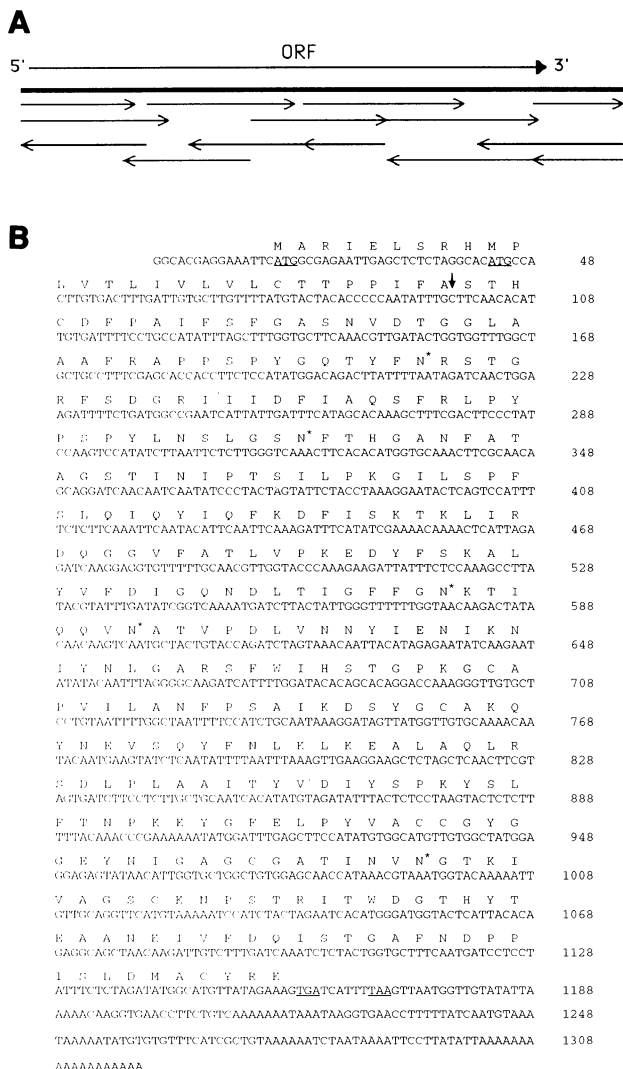 A
ORF
5' 3'
B
M A R I E L S R H M P
GGCACGAGGAAATTCATGGCGAGAATTGAGCTCTCTAGGCACATGCCA 48
L V T L I V L V L C T T P P I F A S T H
CTTGTGACTTTGATTGTGCTTGTTTTATGTACTACACCCCCAATATTTGCTTCAACACAT 108
C D F P A I F S F G A S N V D T G G L A
TGTGATTTTCCTGCCATATTTAGCTTTGGTGCTTCAAACGTTGATACTGGTGGTTTGGCT 168
A A F R A P P S P Y G Q T Y F N* R S T G
GCTGCCTTTCGAGCACCACCTTCTCCATATGGACAGACTTATTTTAATAGATCAACTGGA 228
R F S D G R I I I D F I A Q S F R L P Y
AGATTTTCTGATGGCCGAATCATTATTGATTTCATAGCACAAAGCTTTCGACTTCCCTAT 288
P S P Y L N S L G S N* F T H G A N F A T
CCAAGTCCATATCTTAATTCTCTTGGGTCAAACTTCACACATGGTGCAAACTTCGCAACA 348
A G S T I N I P T S I L P K G I L S P F
GCAGGATCAACAATCAATATCCCTACTAGTATTCTACCTAAAGGAATACTCAGTCCATTT 408
S L Q I Q Y I Q F K D F I S K T K L I R
TCTCTTCAAATTCAATACATTCAATTCAAAGATTTCATATCGAAAACAAAACTCATTAGA 468
D Q G G V F A T L V P K E D Y F S K A L
GATCAAGGAGGTGTTTTTGCAACGTTGGTACCCAAAGAAGATTATTTCTCCAAAGCCTTA 528
Y V F D I G Q N D L T I G F F G N* K T I
TACGTATTTGATATCGGTCAAAATGATCTTACTATTGGGTTTTTTGGTAACAAGACTATA 588
Q Q V N* A T V P D L V N N Y I E N I K N
CAACAAGTCAATGCTACTGTACCAGATCTAGTAAACAATTACATAGAGAATATCAAGAAT 648
I Y N L G A R S F W I H S T G P K G C A
ATATACAATTTAGGGGCAAGATCATTTTGGATACACAGCACAGGACCAAAGGGTTGTGCT 708
P V I L A N F P S A I K D S Y G C A K Q
CCTGTAATTTTGGCTAATTTTCCATCTGCAATAAAGGATAGTTATGGTTGTGCAAAACAA 768
Y N E V S Q Y F N L K L K E A L A Q L R
TACAATGAAGTATCTCAATATTTTAATTTAAAGTTGAAGGAAGCTCTAGCTCAACTTCGT 828
S D L P L A A I T Y V D I Y S P K Y S L
AGTGATCTTCCTCTTGCTGCAATCACATATGTAGATATTTACTCTCCTAAGTACTCTCTT 888
F T N P K K Y G F E L P Y V A C C G Y G
TTTACAAACCCGAAAAAATATGGATTTGAGCTTCCATATGTGGCATGTTGTGGCTATGGA 948
G E Y N I G A G C G A T I N V N* G T K I
GGAGAGTATAACATTGGTGCTGGCTGTGGAGCAACCATAAACGTAAATGGTACAAAAATT 1008
V A G S C K N P S T R I T W D G T H Y T
GTTGCAGGTTCATGTAAAAATCCATCTACTAGAATCACATGGGATGGTACTCATTACACA 1068
E A A N K I V F D Q I S T G A F N D P P
GAGGCAGCTAACAAGATTGTCTTTGATCAAATCTCTACTGGTGCTTTCAATGATCCTCCT 1128
I S L D M A C Y R K
ATTTCTCTAGATATGGCATGTTATAGAAAGTGATCATTTTTAAGTTAATGGTTGTATATTA 1188
AAAACAAGGTGAACCTTCTGTCAAAAAAATAAATAAGGTGAACCTTTTTATCAATGTAAA 1248
TAAAAATATGTGTGTTTCATCGCTGTAAAAAATCTAATAAAATTCCTTATATTAAAAAAA 1308
AAAAAAAAAAA